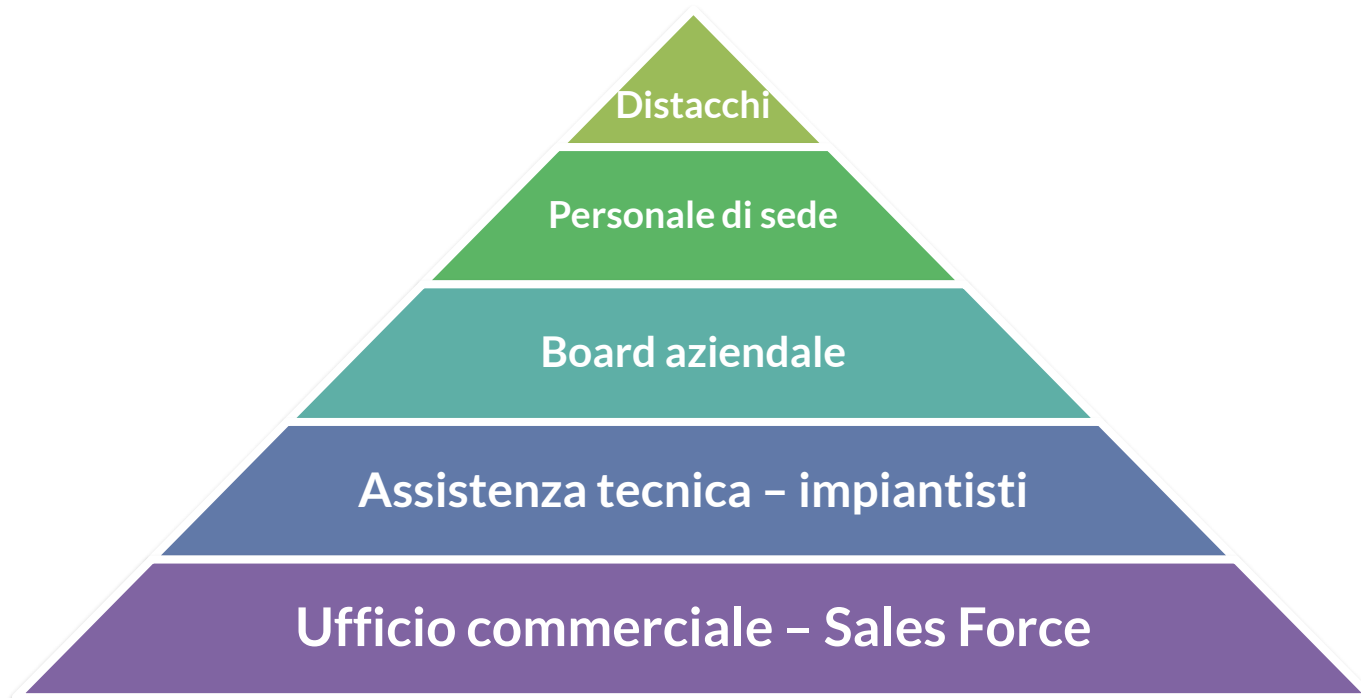 Distacchi
Personale di sede
Board aziendale
Assistenza tecnica – impiantisti
Ufficio commerciale – Sales Force